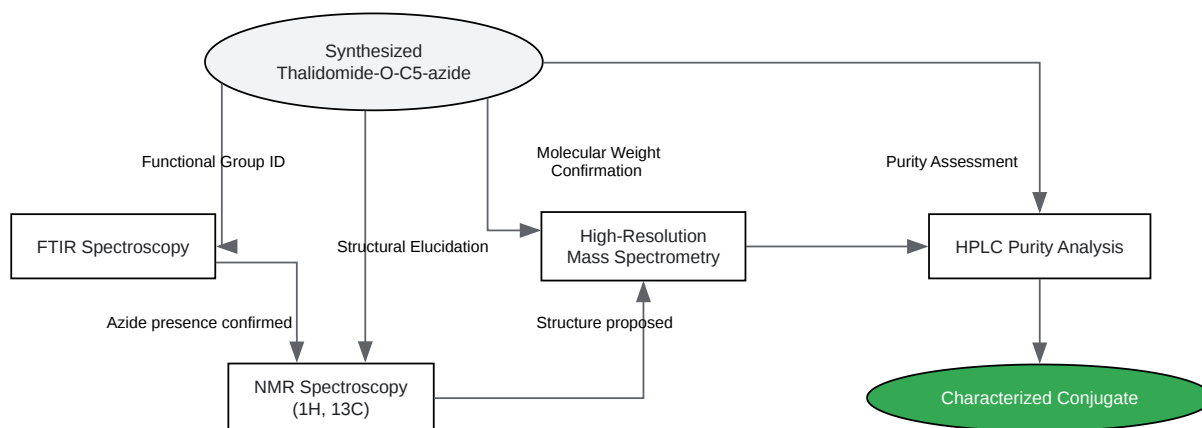 Synthesized
Thalidomide-O-C5-azide
Functional Group ID
Molecular Weight
Confirmation
Purity Assessment
FTIR Spectroscopy
Structural Elucidation
High-Resolution
Mass Spectrometry
HPLC Purity Analysis
Azide presence confirmed
Structure proposed
NMR Spectroscopy
(1H, 13C)
Characterized Conjugate